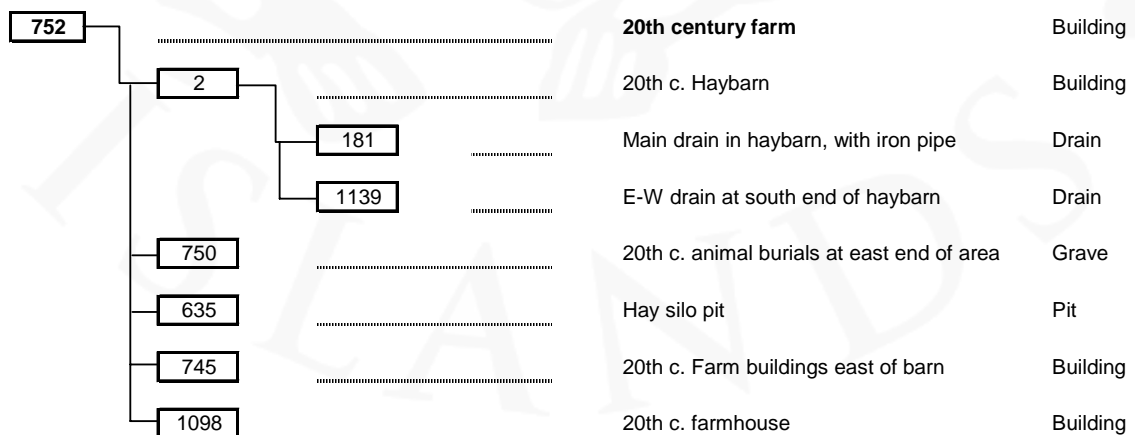 752 20th century farm Building
2 20th c. Haybarn Building
181 Main drain in haybarn, with iron pipe Drain
1139 E-W drain at south end of haybarn Drain
750 20th c. animal burials at east end of area Grave
635 Hay silo pit Pit
745 20th c. Farm buildings east of barn Building
1098 20th c. farmhouse Building
ISLANDS